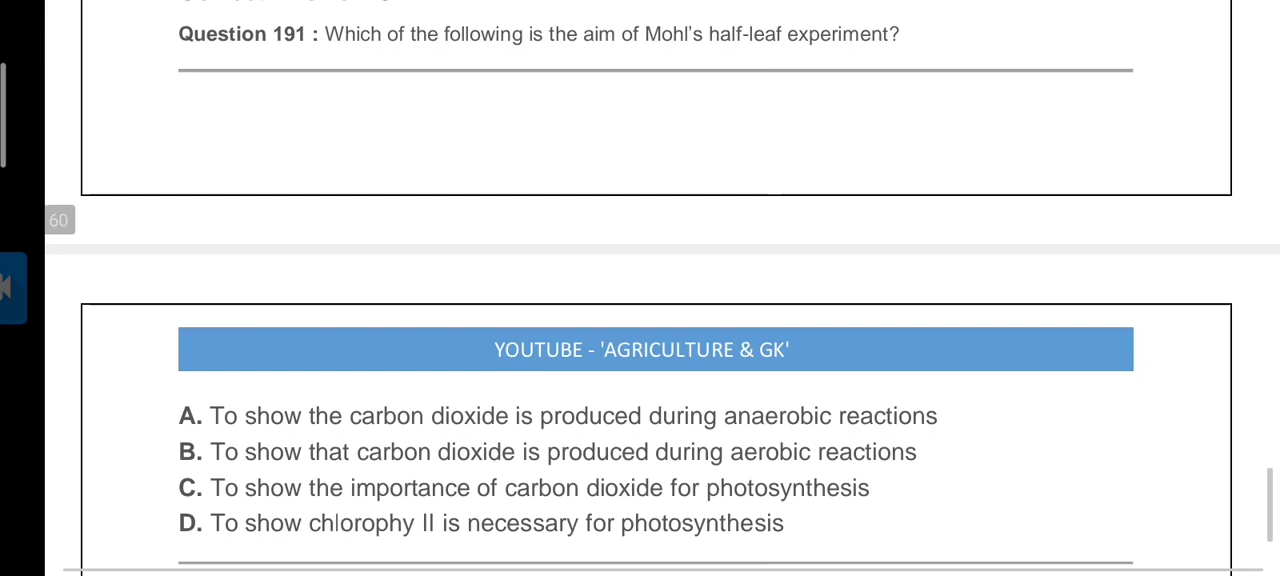 Question 191 : Which of the following is the aim of Mohl’s half-leaf experiment?
60
YOUTUBE - 'AGRICULTURE & GK'
A. To show the carbon dioxide is produced during anaerobic reactions
B. To show that carbon dioxide is produced during aerobic reactions
C. To show the importance of carbon dioxide for photosynthesis
D. To show chlorophy II is necessary for photosynthesis